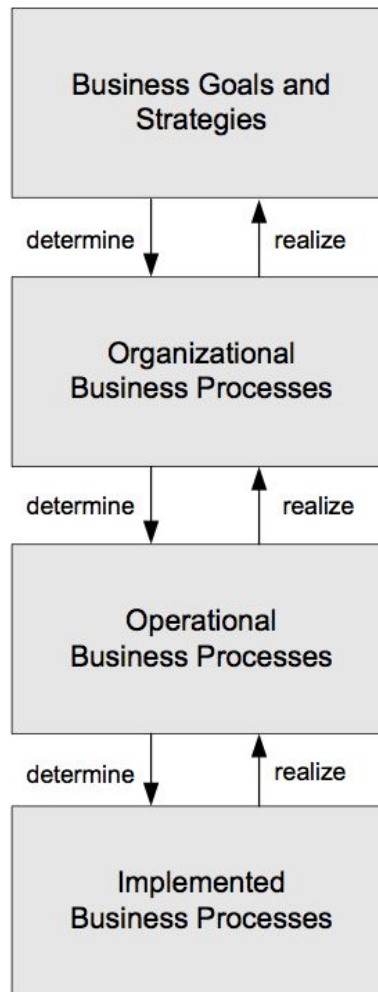 Business Goals and
Strategies
determine
realize
Organizational
Business Processes
determine
realize
Operational
Business Processes
determine
realize
Implemented
Business Processes